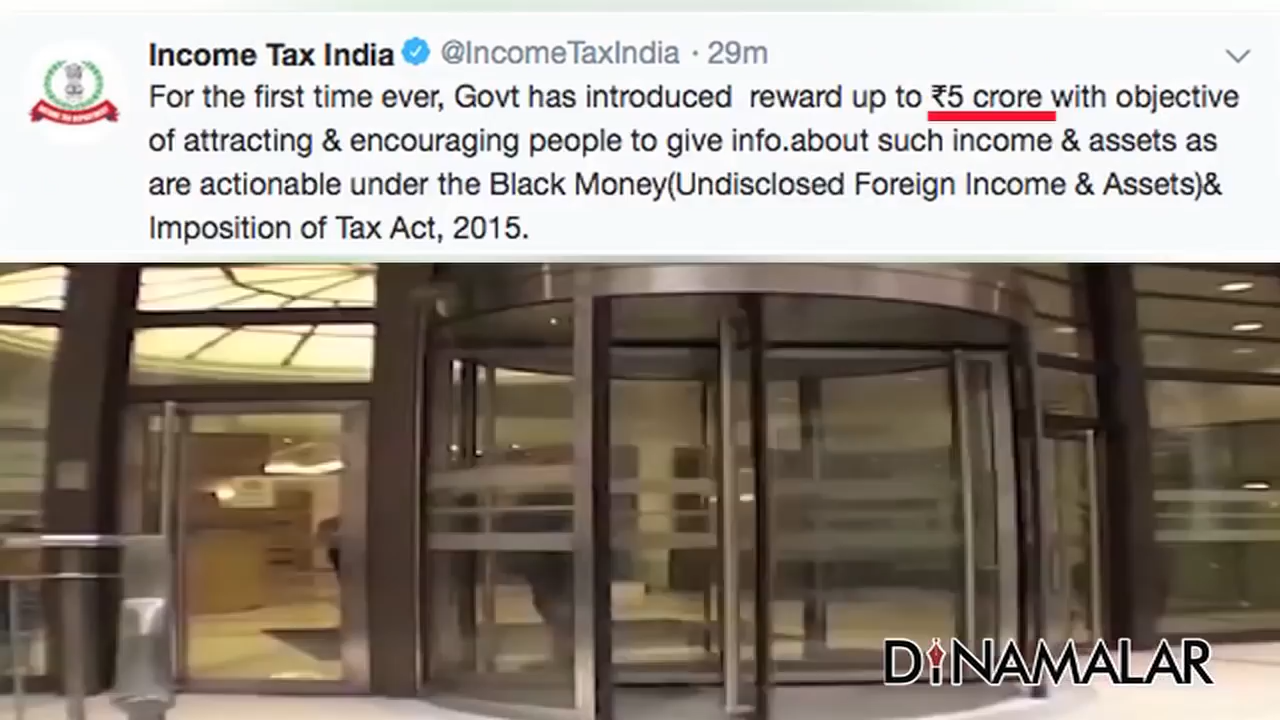 Income Tax India @IncomeTaxIndia · 29m
For the first time ever, Govt has introduced reward up to ₹5 crore with objective
of attracting & encouraging people to give info.about such income & assets as
are actionable under the Black Money(Undisclosed Foreign Income & Assets)&
Imposition of Tax Act, 2015.
DINAMALAR